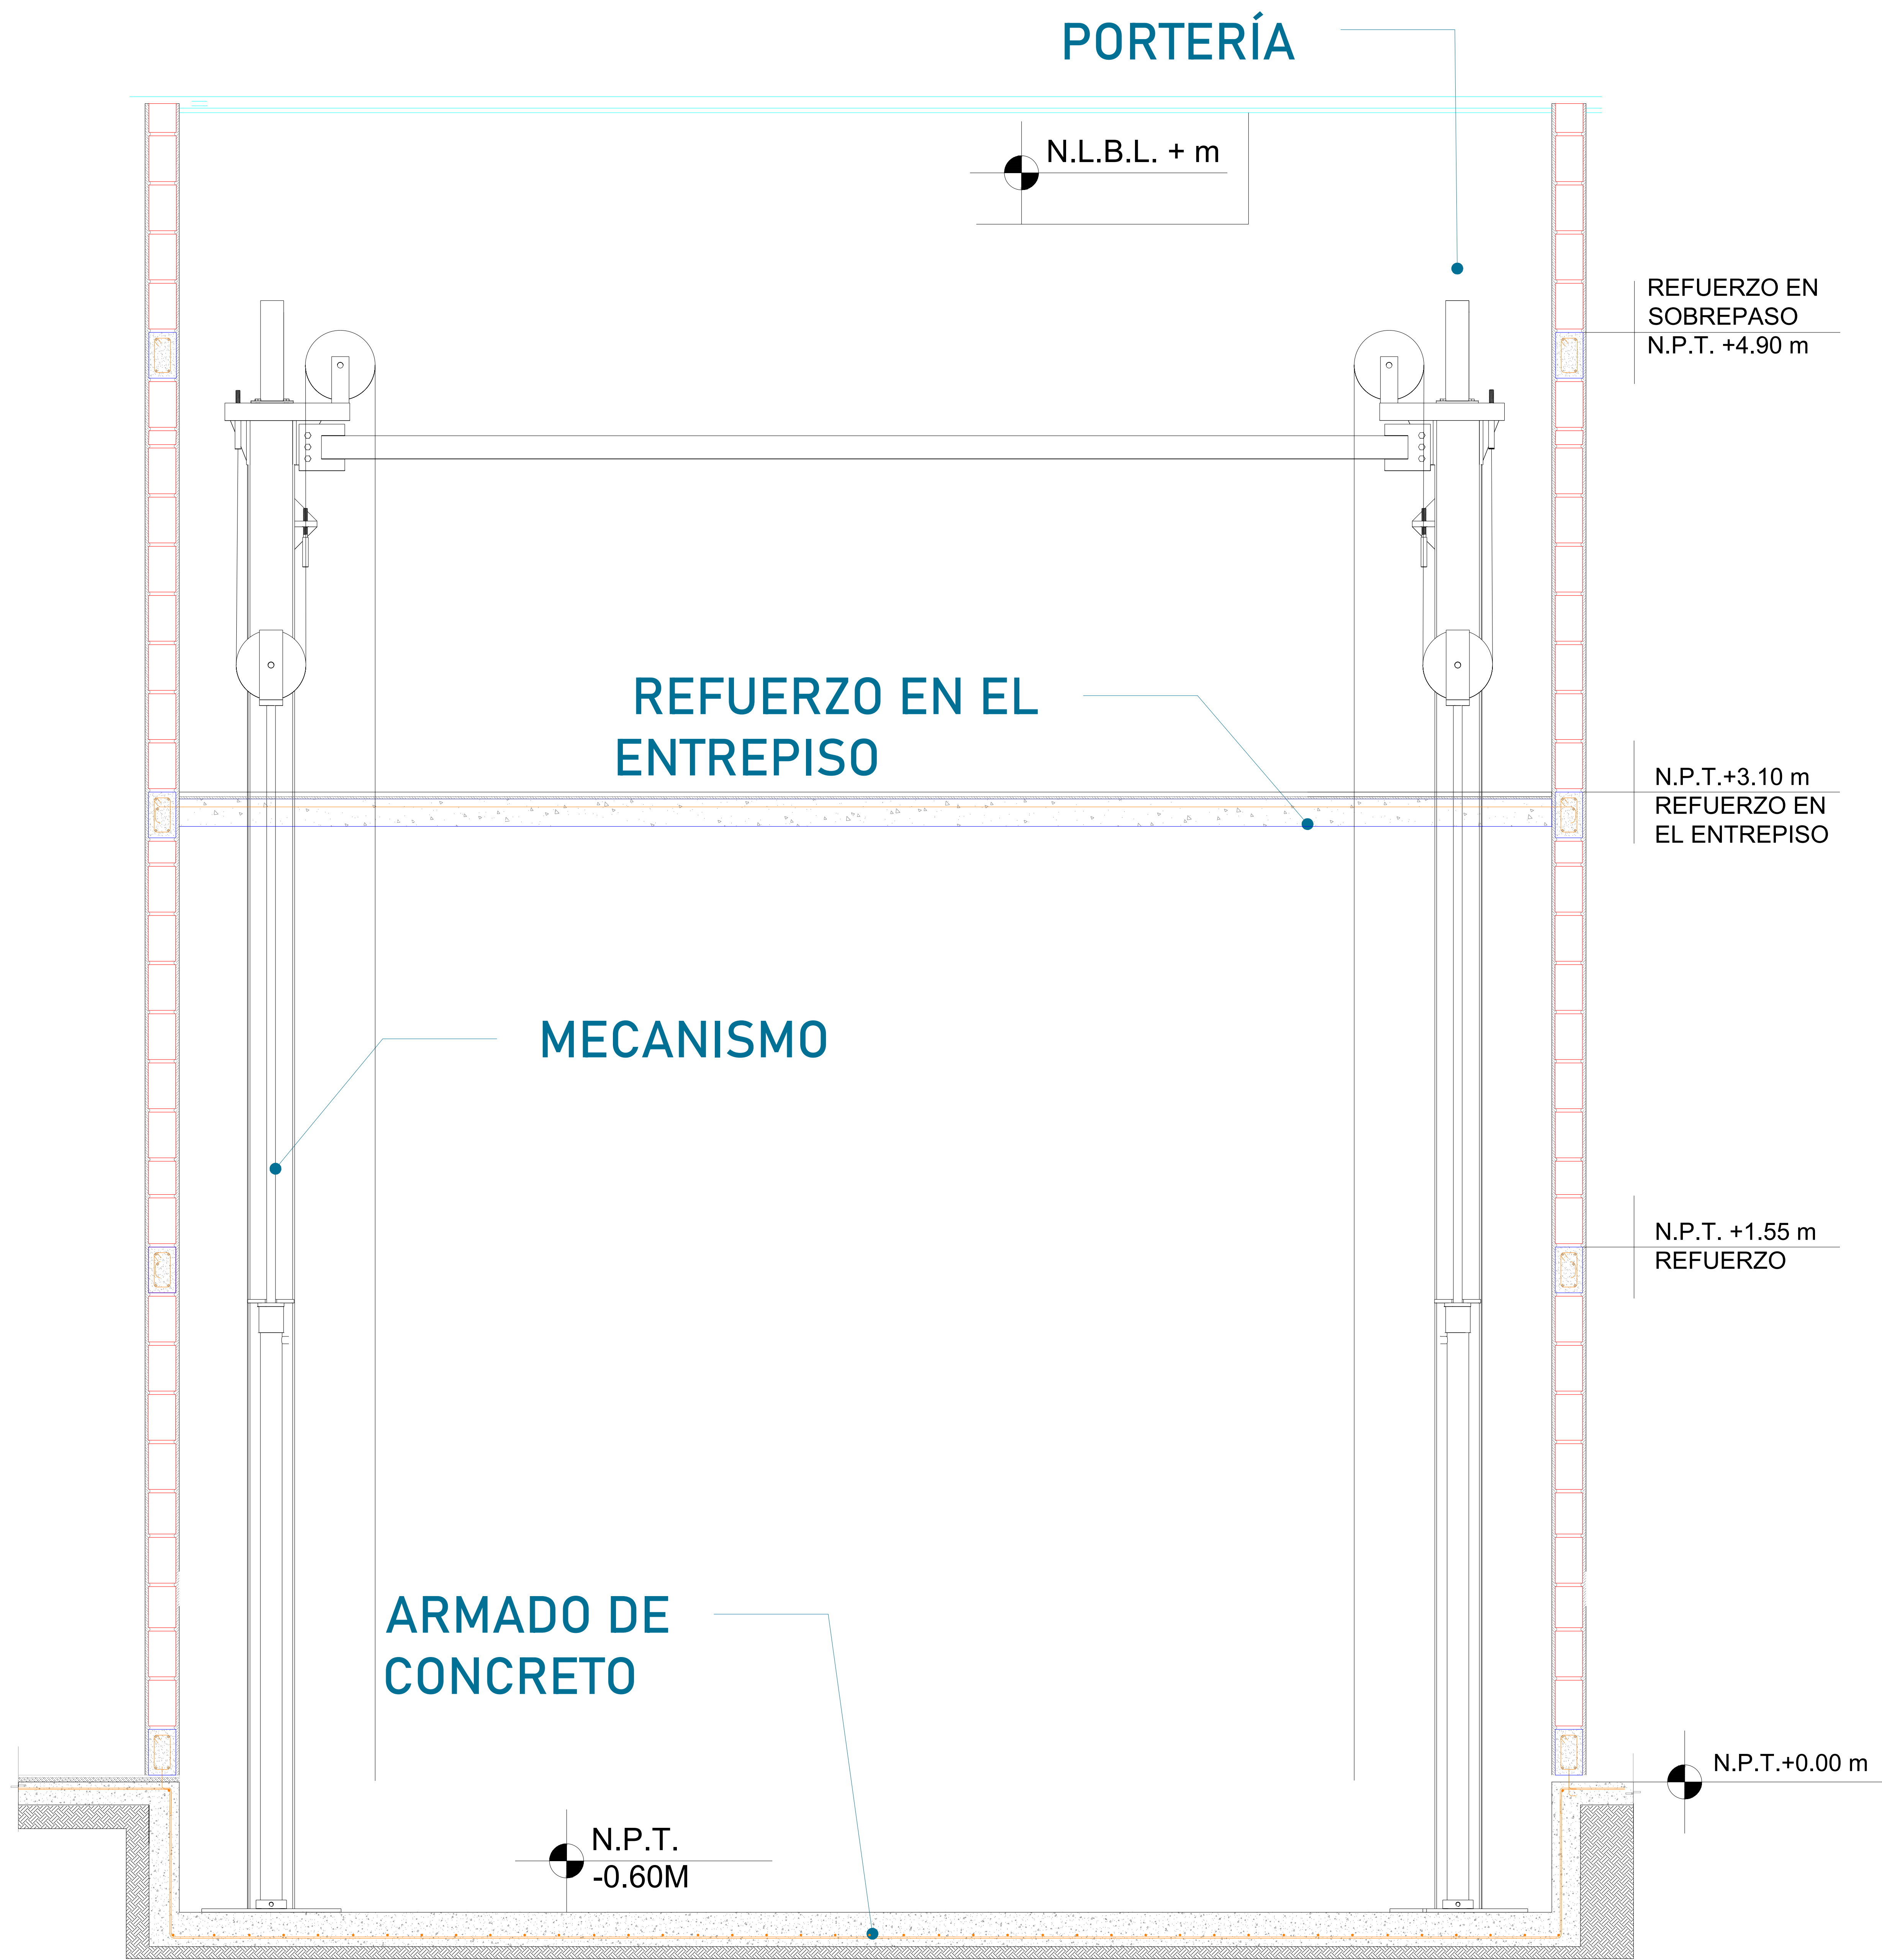 PORTERÍA
N.L.B.L. + m
REFUERZO EN
SOBREPASO
N.P.T. +4.90 m
REFUERZO EN EL
ENTREPISO
N.P.T.+3.10 m
REFUERZO EN
EL ENTREPISO
MECANISMO
N.P.T. +1.55 m
REFUERZO
ARMADO DE
CONCRETO
N.P.T.+0.00 m
N.P.T.
-0.60M